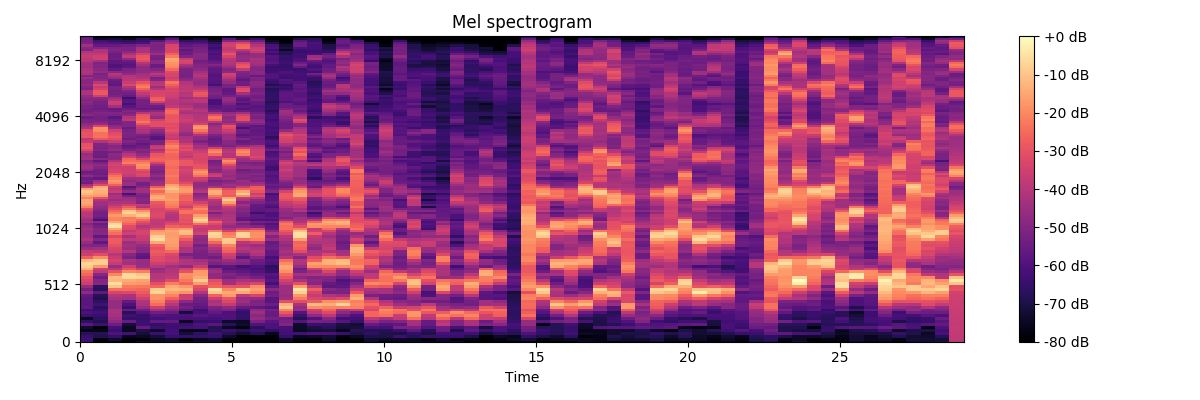 Mel spectrogram
Hz
8192
4096
2048
1024
512
0
0 5 10 15 20 25
Time
+0 dB
-10 dB
-20 dB
-30 dB
-40 dB
-50 dB
-60 dB
-70 dB
-80 dB